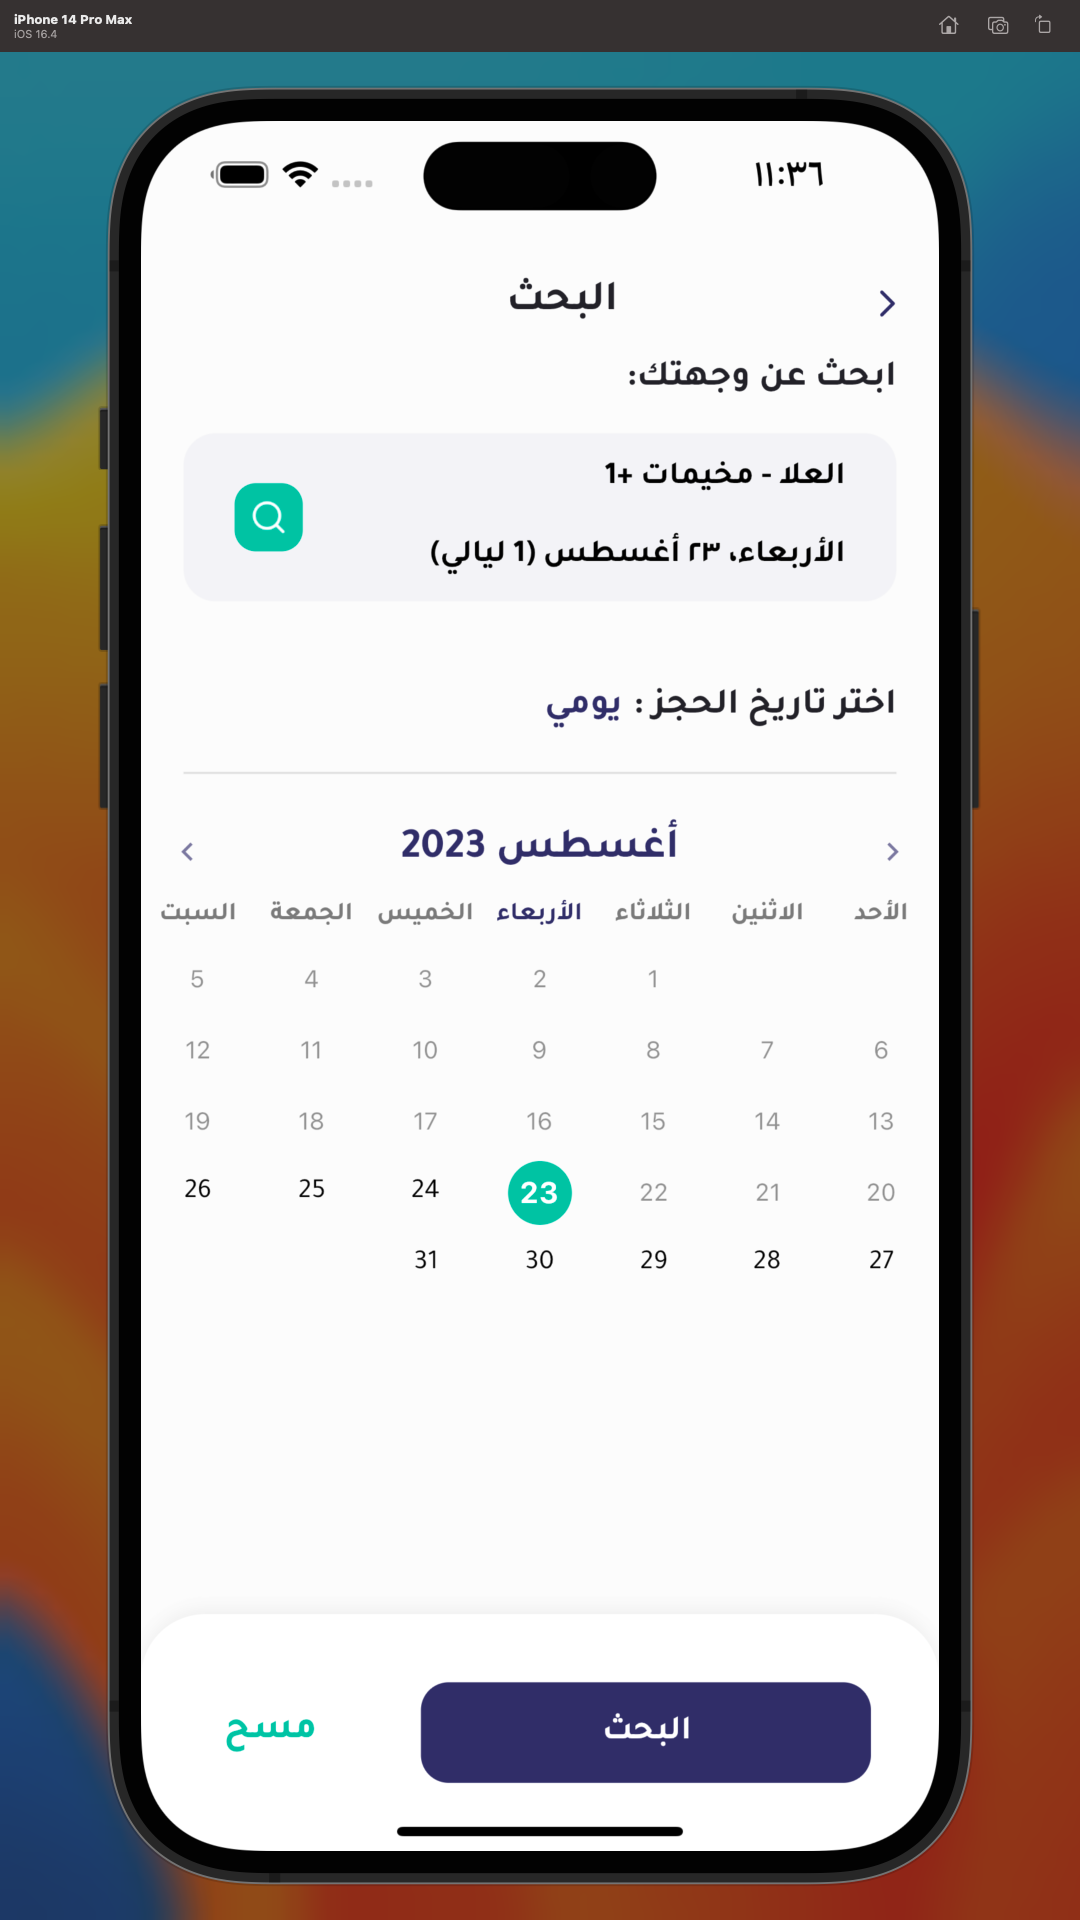 iPhone 14 Pro Max
iOS 16.4
١١:٣٦
البحث
ابحث عن وجهتك:
العلا - مخيمات +1
الأربعاء، ٢٣ أغسطس (1 ليالي)
اختر تاريخ الحجز : يومي
أغسطس 2023
الأحد الاثنين الثلاثاء الأربعاء الخميس الجمعة السبت
1 2 3 4 5
6 7 8 9 10 11 12
13 14 15 16 17 18 19
20 21 22 23 24 25 26
27 28 29 30 31
البحث مسح